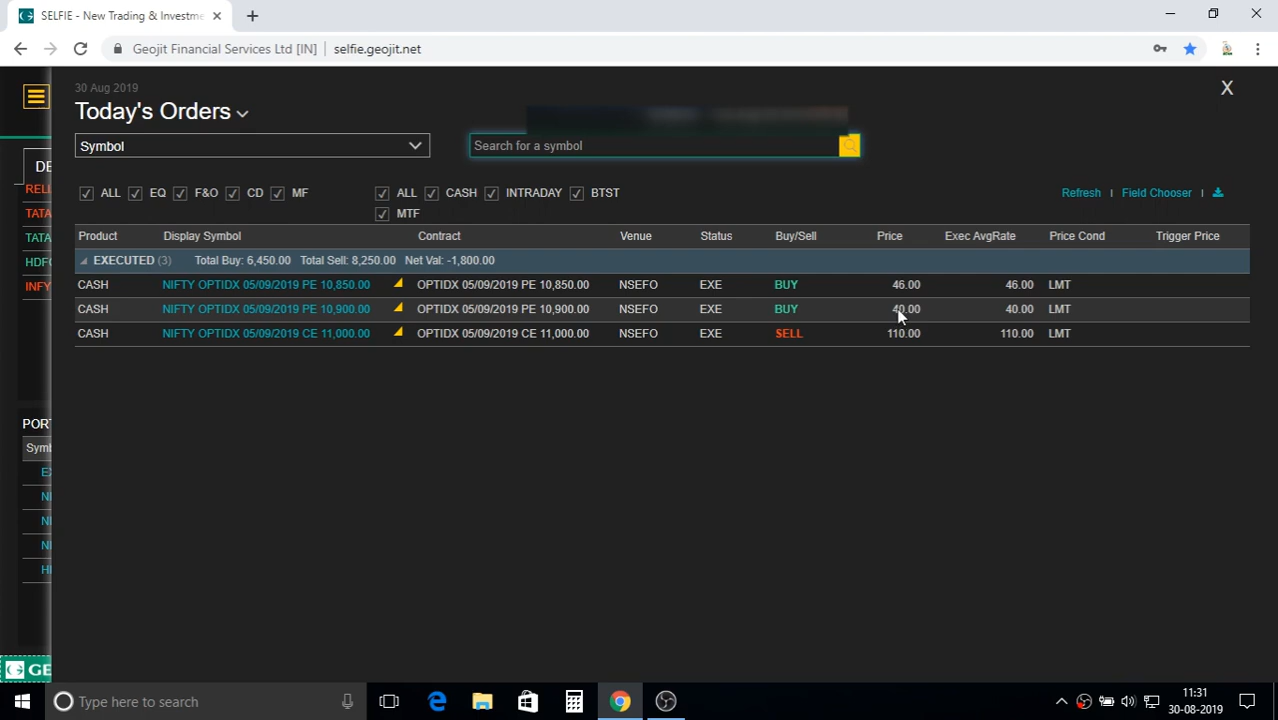 SELFIE - New Trading & Investme
Geojit Financial Services Ltd [IN] selfie.geojit.net
30 Aug 2019
X
Today's Orders
Symbol
Search for a symbol
DE
RELI
TATA
TATA
HDFC
INFY
ALL EQ F&O CD MF ALL CASH INTRADAY BTST
MTF
Refresh Field Chooser
Product Display Symbol Contract Venue Status Buy/Sell Price Exec AvgRate Price Cond Trigger Price
EXECUTED (3) Total Buy: 6,450.00 Total Sell: 8,250.00 Net Val: -1,800.00
CASH NIFTY OPTIDX 05/09/2019 PE 10,850.00 OPTIDX 05/09/2019 PE 10,850.00 NSEFO EXE BUY 46.00 46.00 LMT
CASH NIFTY OPTIDX 05/09/2019 PE 10,900.00 OPTIDX 05/09/2019 PE 10,900.00 NSEFO EXE BUY 40.00 40.00 LMT
CASH NIFTY OPTIDX 05/09/2019 CE 11,000.00 OPTIDX 05/09/2019 CE 11,000.00 NSEFO EXE SELL 110.00 110.00 LMT
PORT
Symb
E
NI
NI
NI
HI
GE
Type here to search
11:31
30-08-2019